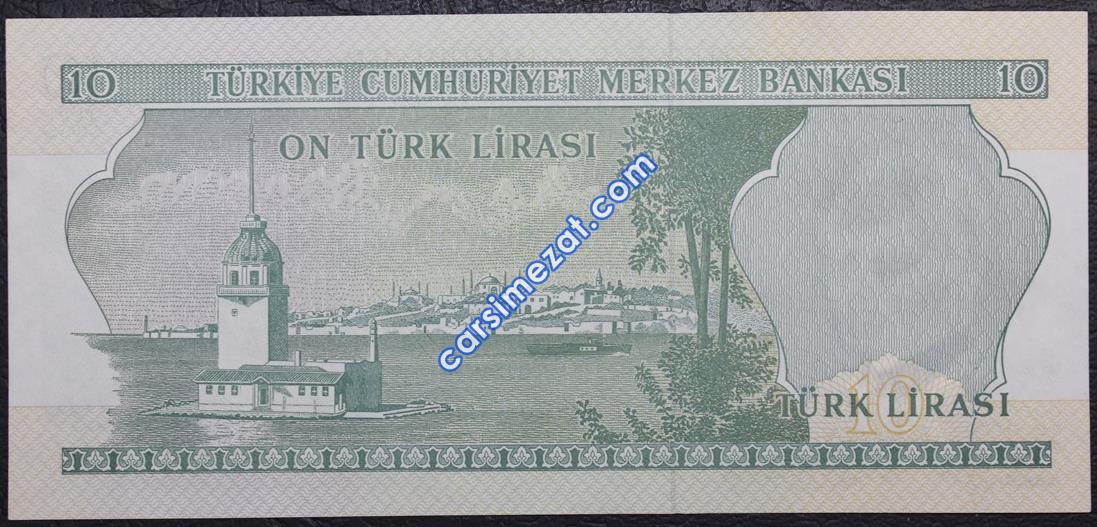 10 TÜRKİYE CUMHURİYET MERKEZ BANKASI 10
ON TÜRK LİRASI
carsimezat.com
10
TÜRK LİRASI